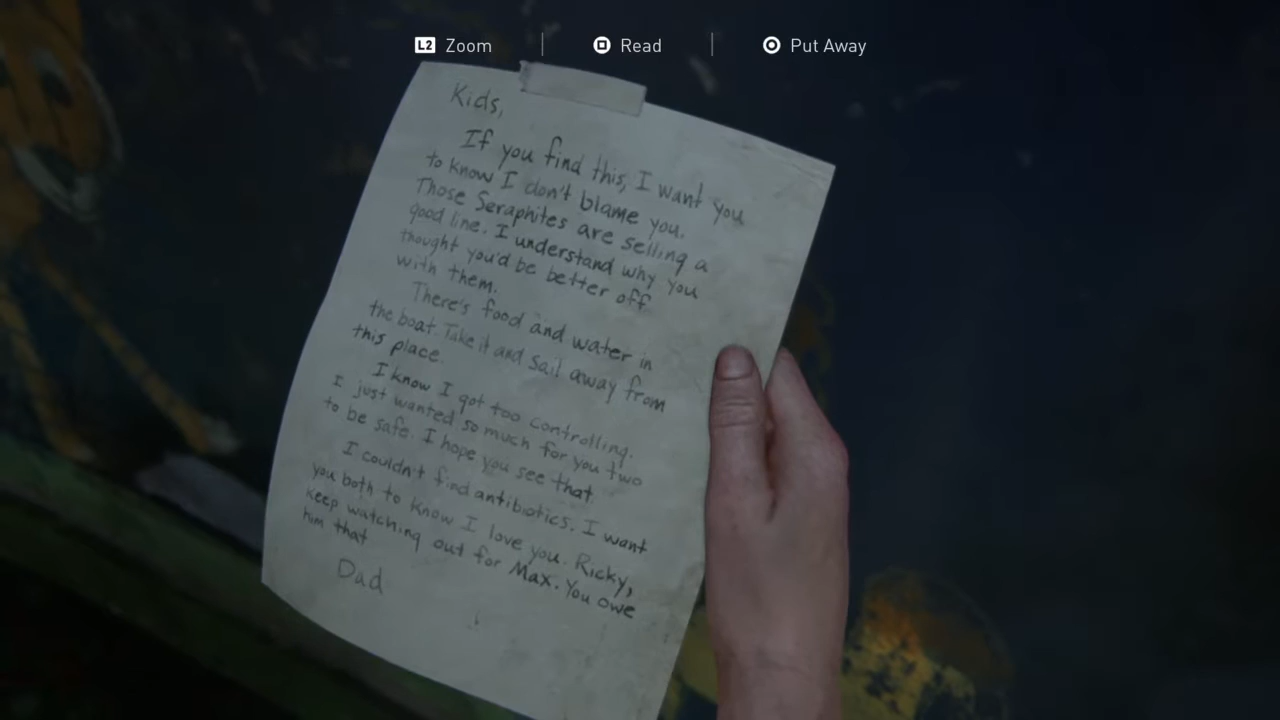 L2 Zoom | Read | Put Away
Kids,
If you find this, I want you
to know I don't blame you.
Those Seraphites are selling a
good line. I understand why you
thought you'd be better off
with them.
There's food and water in
the boat. Take it and sail away from
this place.
I know I got too controlling.
I just wanted so much for you two
to be safe. I hope you see that
I couldn't find antibiotics. I want
you both to know I love you. Ricky,
keep watching out for Max. You owe
him that
Dad